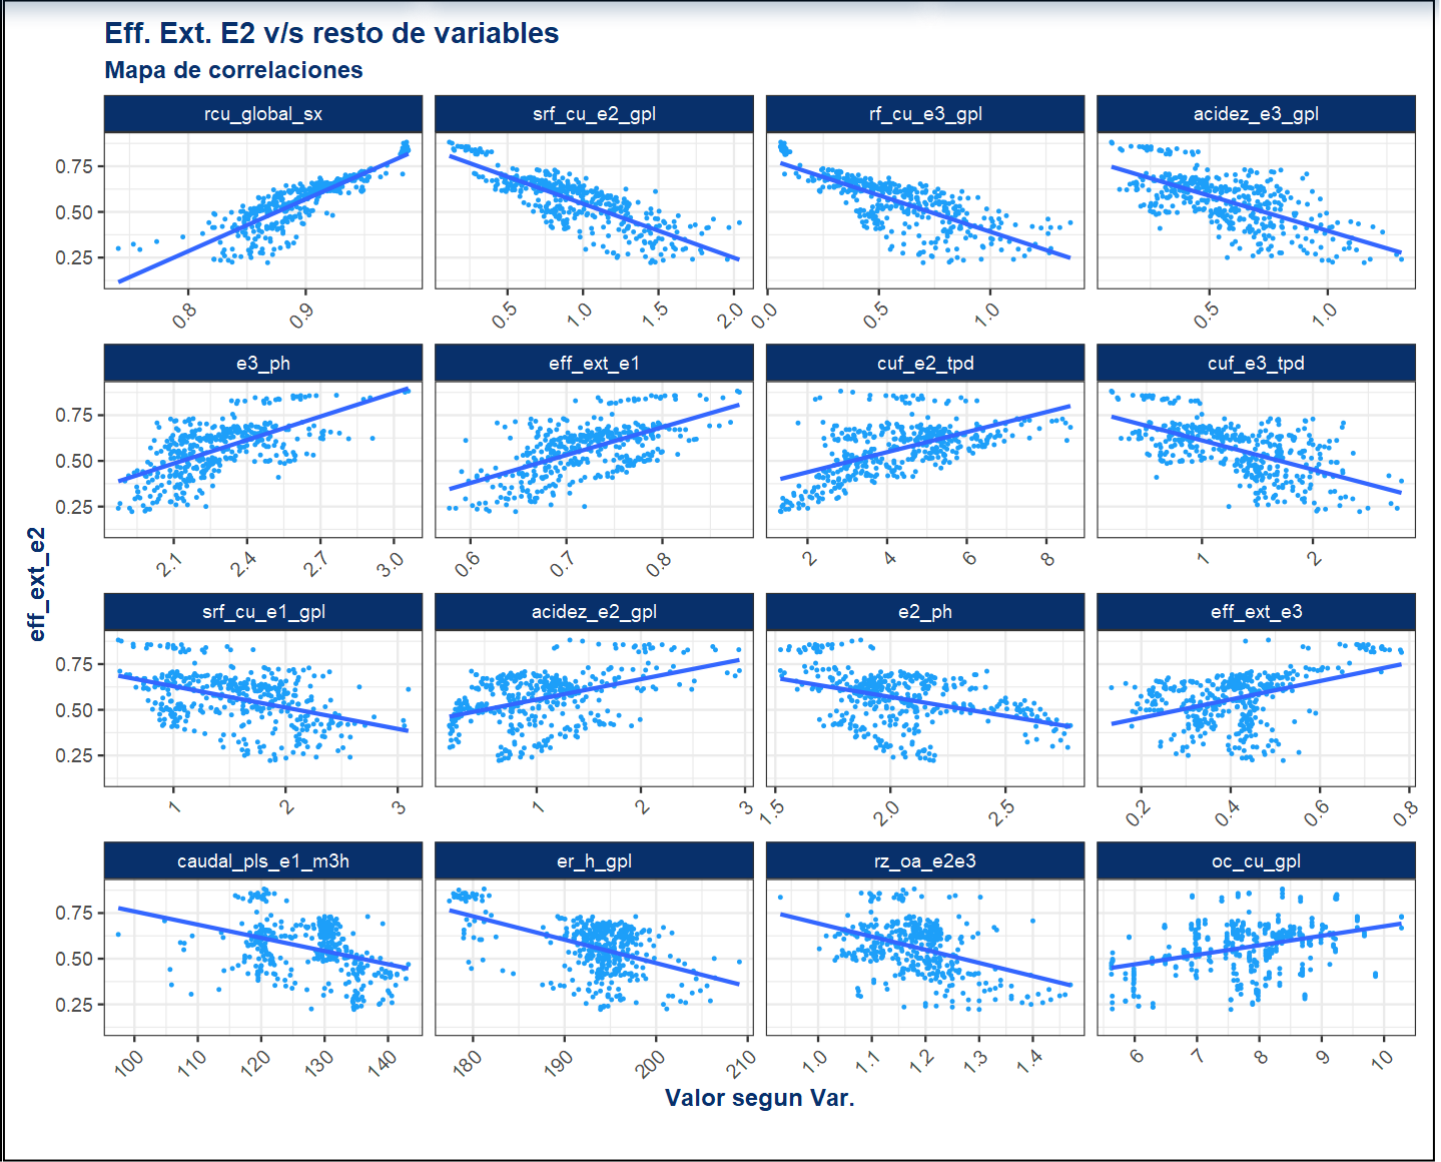 Eff. Ext. E2 v/s resto de variables
Mapa de correlaciones
rcu_global_sx srf_cu_e2_gpl rf_cu_e3_gpl acidez_e3_gpl
0.75
0.50
0.25
0.8 0.9 0.5 1.0 1.5 2.0 0.0 0.5 1.0 0.5 1.0
e3_ph eff_ext_e1 cuf_e2_tpd cuf_e3_tpd
0.75
0.50
0.25
2.1 2.4 2.7 3.0 0.6 0.7 0.8 2 4 6 8 1 2
eff_ext_e2
srf_cu_e1_gpl acidez_e2_gpl e2_ph eff_ext_e3
0.75
0.50
0.25
1 2 3 1 2 3 1.5 2.0 2.5 0.2 0.4 0.6 0.8
caudal_pls_e1_m3h er_h_gpl rz_oa_e2e3 oc_cu_gpl
0.75
0.50
0.25
100 110 120 130 140 180 190 200 210 1.0 1.1 1.2 1.3 1.4 6 7 8 9 10
Valor segun Var.